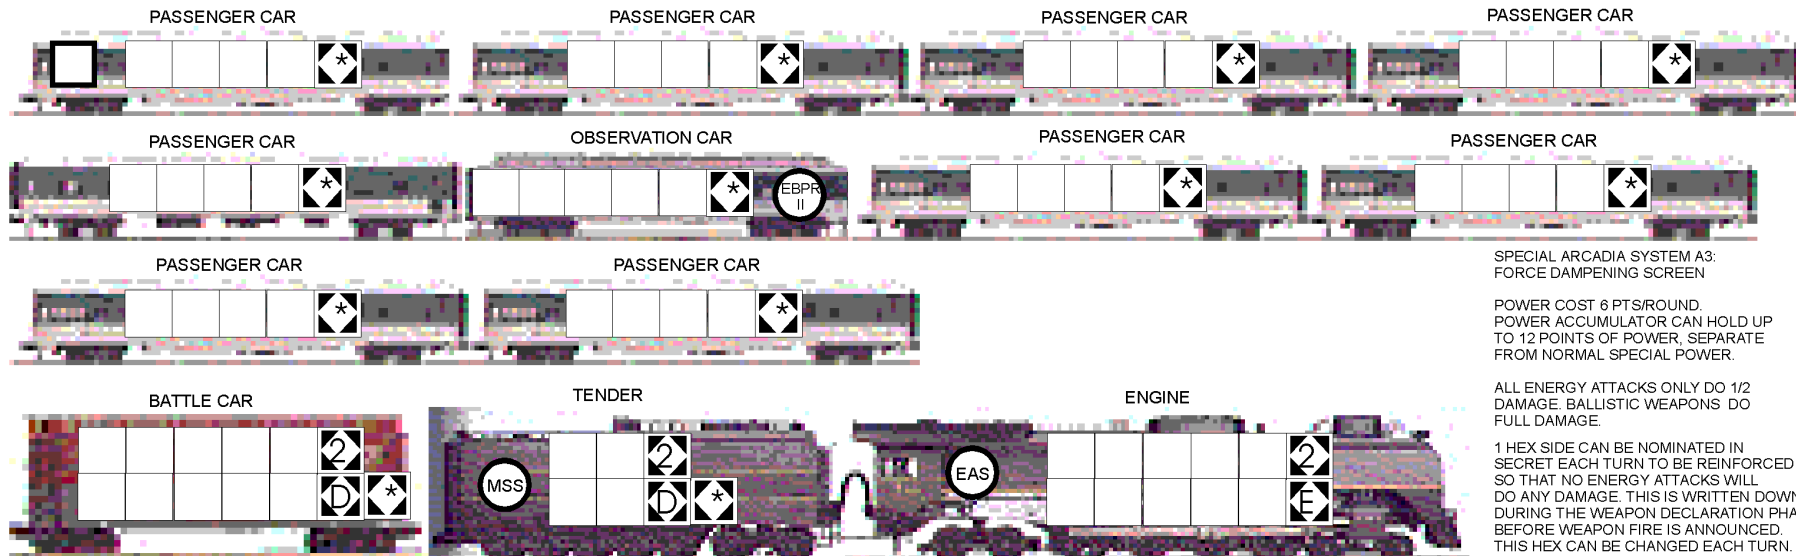 PASSENGER CAR
PASSENGER CAR
PASSENGER CAR
PASSENGER CAR
*
*
*
*
PASSENGER CAR
OBSERVATION CAR
PASSENGER CAR
PASSENGER CAR
*
*
EBPR
II
*
*
PASSENGER CAR
PASSENGER CAR
*
*
SPECIAL ARCADIA SYSTEM A3:
FORCE DAMPENING SCREEN
POWER COST 6 PTS/ROUND.
POWER ACCUMULATOR CAN HOLD UP
TO 12 POINTS OF POWER, SEPARATE
FROM NORMAL SPECIAL POWER.
ALL ENERGY ATTACKS ONLY DO 1/2
DAMAGE. BALLISTIC WEAPONS DO
FULL DAMAGE.
1 HEX SIDE CAN BE NOMINATED IN
SECRET EACH TURN TO BE REINFORCED
SO THAT NO ENERGY ATTACKS WILL
DO ANY DAMAGE. THIS IS WRITTEN DOWN
DURING THE WEAPON DECLARATION PHA
BEFORE WEAPON FIRE IS ANNOUNCED.
THIS HEX CAN BE CHANGED EACH TURN.
BATTLE CAR
2
D *
TENDER
MSS
2
D *
ENGINE
EAS
2
E